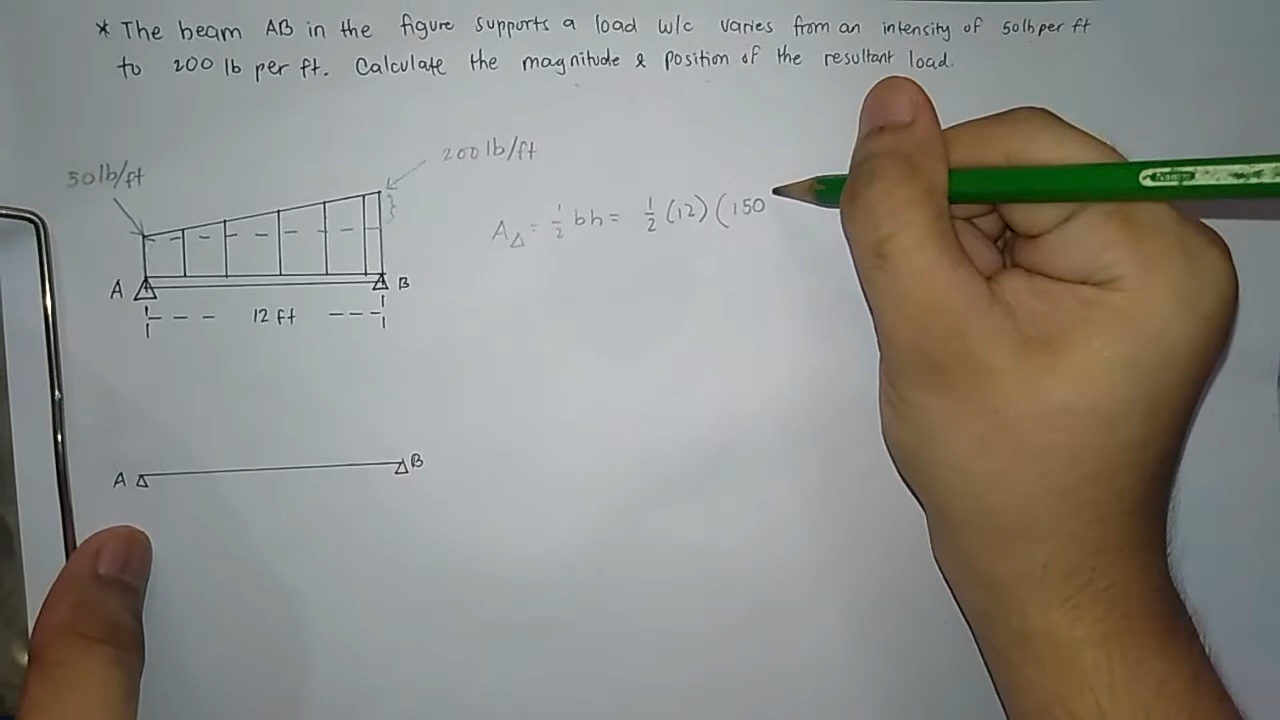 * The beam AB in the figure supports a load w/c varies from an intensity of 50lb per ft
to 200 lb per ft. Calculate the magnitude & position of the resultant load.
200 lb/ft
50 lb/ft
A△ = 1/2 bh = 1/2 (12) (150
A B
12 ft
A B